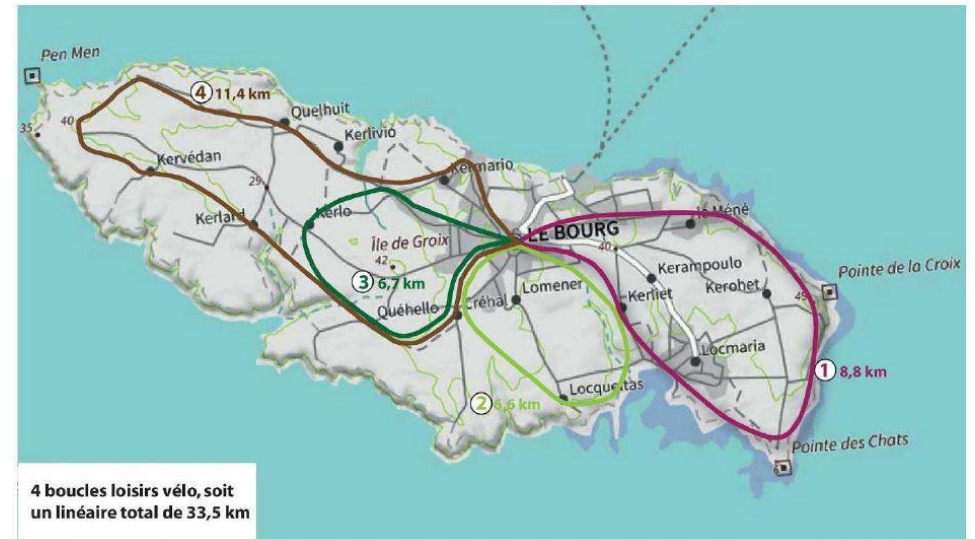 Pen Men
4 11,4 km
Quelhuit
35
40
Kerlivio
Kervédan
Kermario
29
Kerlard
Kerlo
Île de Groix
42
3 6,7 km
LE BOURG
le Méné
40
Kerampoulo
Pointe de la Croix
Lomener
Kerohet
49
Quéhello
Créhal
Kerliet
Locmaria
1 8,8 km
Locqueltas
2 6,6 km
Pointe des Chats
4 boucles loisirs vélo, soit
un linéaire total de 33,5 km